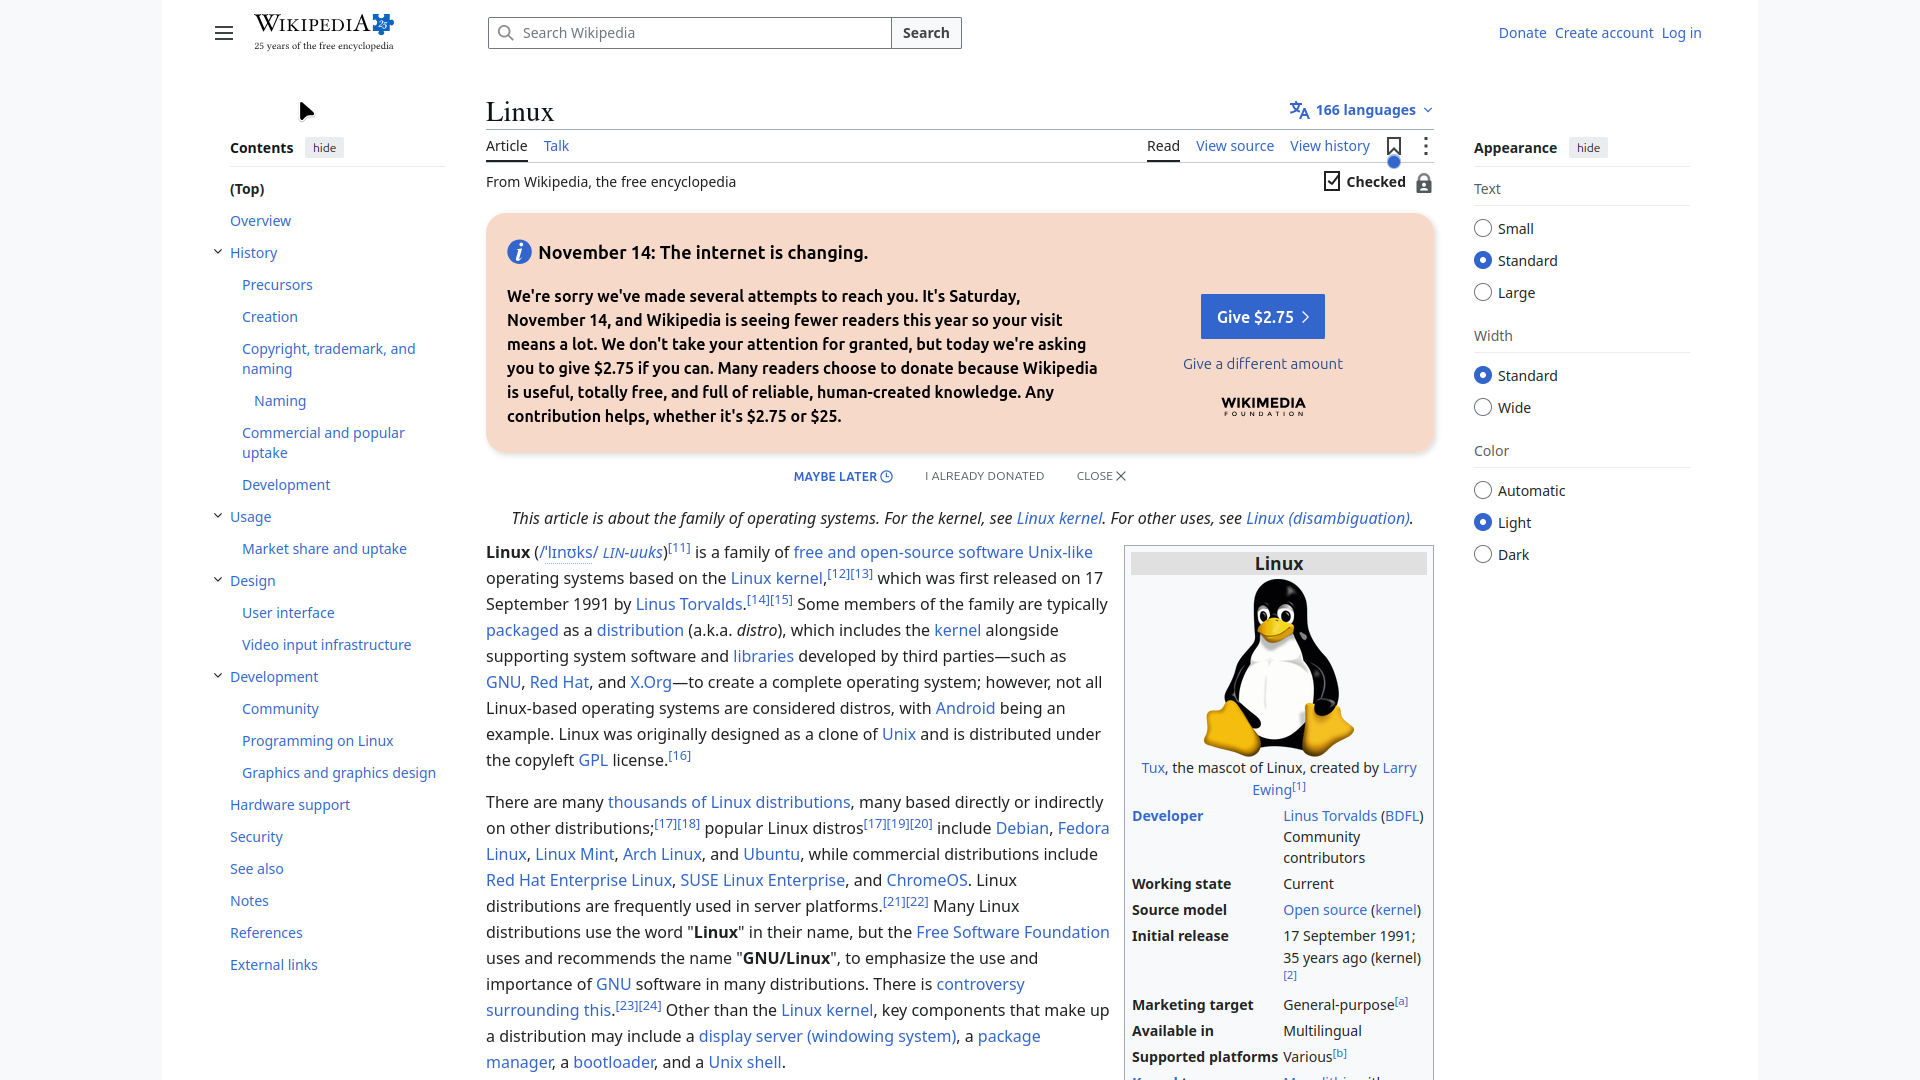 WIKIPEDIA 25
25 years of the free encyclopedia
Search Wikipedia
Search
Donate Create account Log in
Contents hide
(Top)
Overview
History
Precursors
Creation
Copyright, trademark, and
naming
Naming
Commercial and popular
uptake
Development
Usage
Market share and uptake
Design
User interface
Video input infrastructure
Development
Community
Programming on Linux
Graphics and graphics design
Hardware support
Security
See also
Notes
References
External links
Linux
166 languages
Article Talk
Read View source View history
From Wikipedia, the free encyclopedia
Checked
November 14: The internet is changing.
We're sorry we've made several attempts to reach you. It's Saturday,
November 14, and Wikipedia is seeing fewer readers this year so your visit
means a lot. We don't take your attention for granted, but today we're asking
you to give $2.75 if you can. Many readers choose to donate because Wikipedia
is useful, totally free, and full of reliable, human-created knowledge. Any
contribution helps, whether it's $2.75 or $25.
Give $2.75
Give a different amount
WIKIMEDIA
FOUNDATION
MAYBE LATER I ALREADY DONATED CLOSE
This article is about the family of operating systems. For the kernel, see Linux kernel. For other uses, see Linux (disambiguation).
Linux (/ˈlɪnʊks/ LIN-uuks)[11] is a family of free and open-source software Unix-like
operating systems based on the Linux kernel,[12][13] which was first released on 17
September 1991 by Linus Torvalds.[14][15] Some members of the family are typically
packaged as a distribution (a.k.a. distro), which includes the kernel alongside
supporting system software and libraries developed by third parties—such as
GNU, Red Hat, and X.Org—to create a complete operating system; however, not all
Linux-based operating systems are considered distros, with Android being an
example. Linux was originally designed as a clone of Unix and is distributed under
the copyleft GPL license.[16]
There are many thousands of Linux distributions, many based directly or indirectly
on other distributions;[17][18] popular Linux distros[17][19][20] include Debian, Fedora
Linux, Linux Mint, Arch Linux, and Ubuntu, while commercial distributions include
Red Hat Enterprise Linux, SUSE Linux Enterprise, and ChromeOS. Linux
distributions are frequently used in server platforms.[21][22] Many Linux
distributions use the word "Linux" in their name, but the Free Software Foundation
uses and recommends the name "GNU/Linux", to emphasize the use and
importance of GNU software in many distributions. There is controversy
surrounding this.[23][24] Other than the Linux kernel, key components that make up
a distribution may include a display server (windowing system), a package
manager, a bootloader, and a Unix shell.
Linux
Tux, the mascot of Linux, created by Larry
Ewing[1]
Developer Linus Torvalds (BDFL)
Community
contributors
Working state Current
Source model Open source (kernel)
Initial release 17 September 1991;
35 years ago (kernel)
[2]
Marketing target General-purpose[a]
Available in Multilingual
Supported platforms Various[b]
Appearance hide
Text
Small
Standard
Large
Width
Standard
Wide
Color
Automatic
Light
Dark